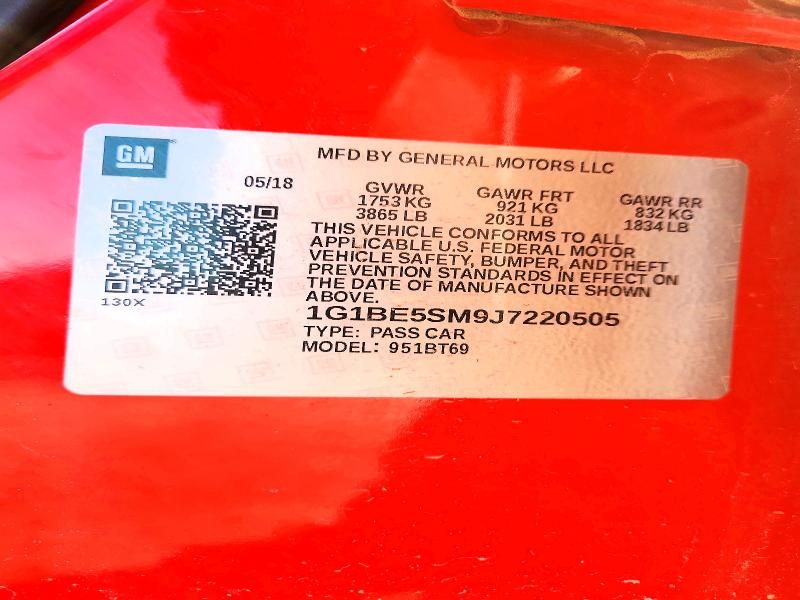 GM
MFD BY GENERAL MOTORS LLC
05/18
GVWR GAWR FRT GAWR RR
1753 KG 921 KG 832 KG
3865 LB 2031 LB 1834 LB
THIS VEHICLE CONFORMS TO ALL
APPLICABLE U.S. FEDERAL MOTOR
VEHICLE SAFETY, BUMPER, AND THEFT
PREVENTION STANDARDS IN EFFECT ON
THE DATE OF MANUFACTURE SHOWN
ABOVE.
130X
1G1BE5SM9J7220505
TYPE: PASS CAR
MODEL: 951BT69